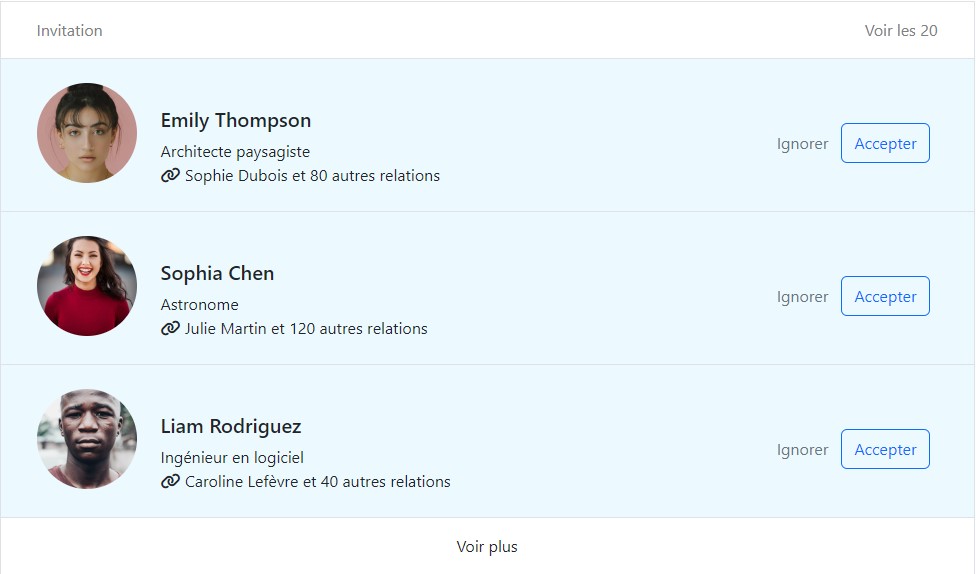 Invitation
Voir les 20
Emily Thompson
Architecte paysagiste
Sophie Dubois et 80 autres relations
Ignorer
Accepter
Sophia Chen
Astronome
Julie Martin et 120 autres relations
Ignorer
Accepter
Liam Rodriguez
Ingénieur en logiciel
Caroline Lefèvre et 40 autres relations
Ignorer
Accepter
Voir plus